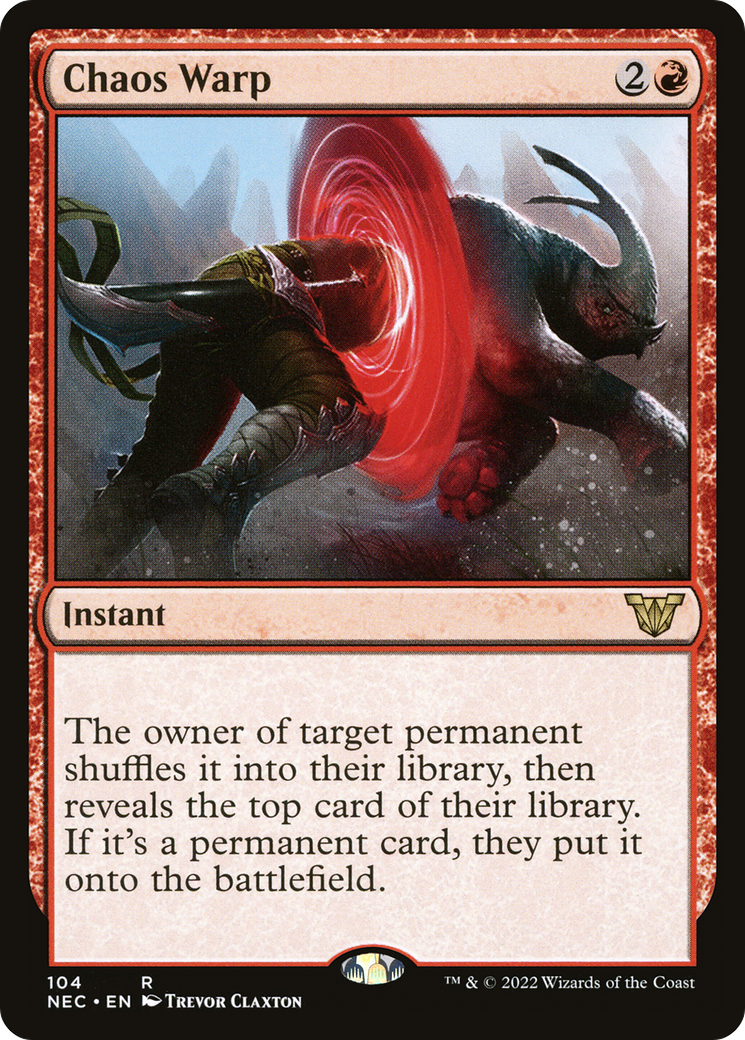 Chaos Warp 2
Instant
The owner of target permanent
shuffles it into their library, then
reveals the top card of their library.
If it's a permanent card, they put it
onto the battlefield.
104 R
NEC • EN Trevor Claxton
™ & © 2022 Wizards of the Coast